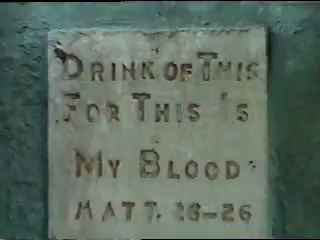 DRINK OF THIS
FOR THIS IS
MY BLOOD
MATT. 26-26